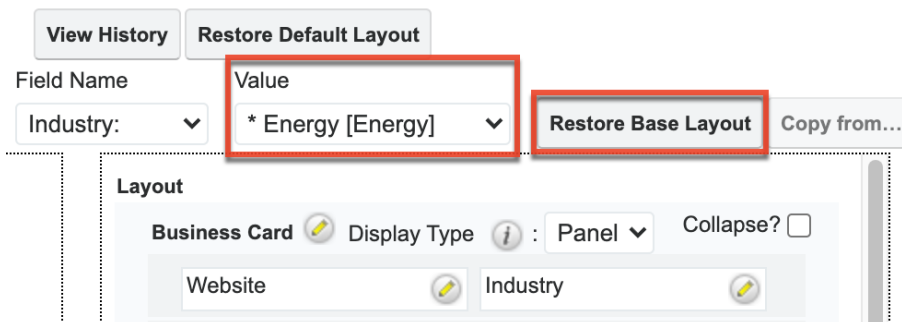 View History Restore Default Layout
Field Name Value
Industry: * Energy [Energy] Restore Base Layout Copy from...
Layout
Business Card Display Type i : Panel Collapse?
Website Industry